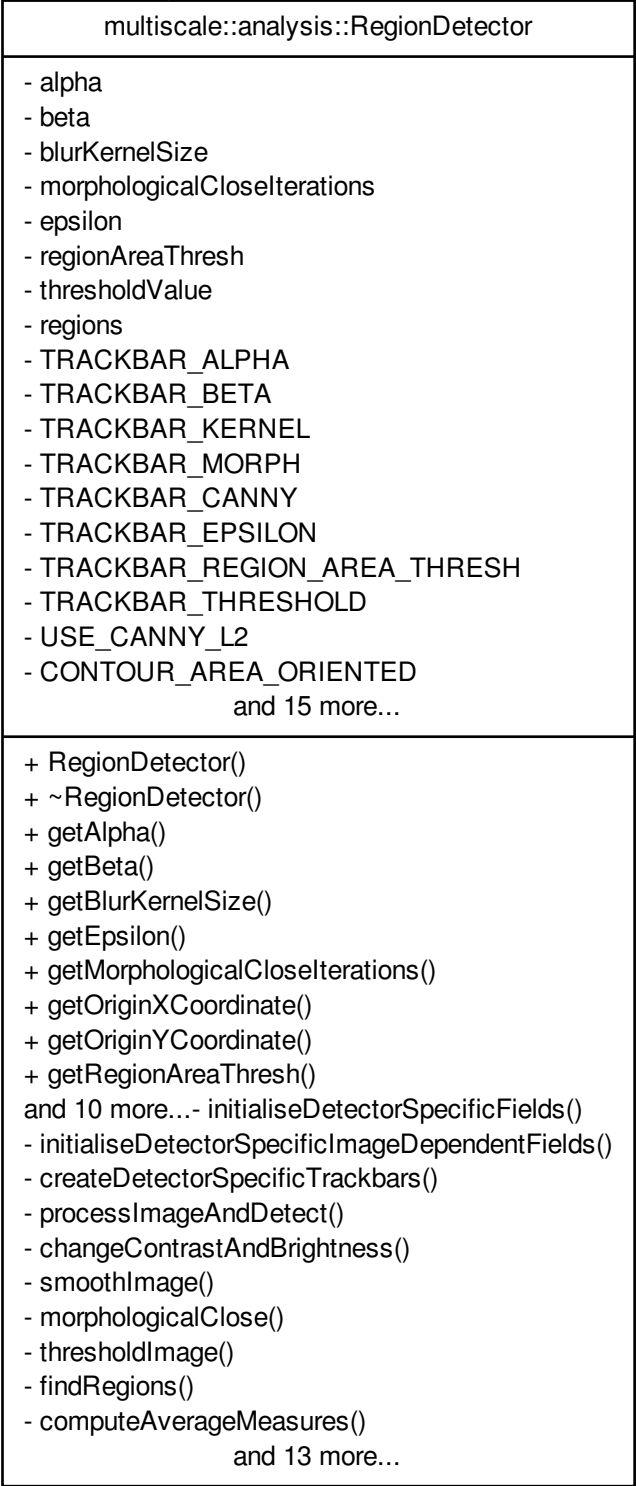 multiscale::analysis::RegionDetector
- alpha
- beta
- blurKernelSize
- morphologicalCloseIterations
- epsilon
- regionAreaThresh
- thresholdValue
- regions
- TRACKBAR_ALPHA
- TRACKBAR_BETA
- TRACKBAR_KERNEL
- TRACKBAR_MORPH
- TRACKBAR_CANNY
- TRACKBAR_EPSILON
- TRACKBAR_REGION_AREA_THRESH
- TRACKBAR_THRESHOLD
- USE_CANNY_L2
- CONTOUR_AREA_ORIENTED
and 15 more...
+ RegionDetector()
+ ~RegionDetector()
+ getAlpha()
+ getBeta()
+ getBlurKernelSize()
+ getEpsilon()
+ getMorphologicalCloseIterations()
+ getOriginXCoordinate()
+ getOriginYCoordinate()
+ getRegionAreaThresh()
and 10 more...- initialiseDetectorSpecificFields()
- initialiseDetectorSpecificImageDependentFields()
- createDetectorSpecificTrackbars()
- processImageAndDetect()
- changeContrastAndBrightness()
- smoothImage()
- morphologicalClose()
- thresholdImage()
- findRegions()
- computeAverageMeasures()
and 13 more...